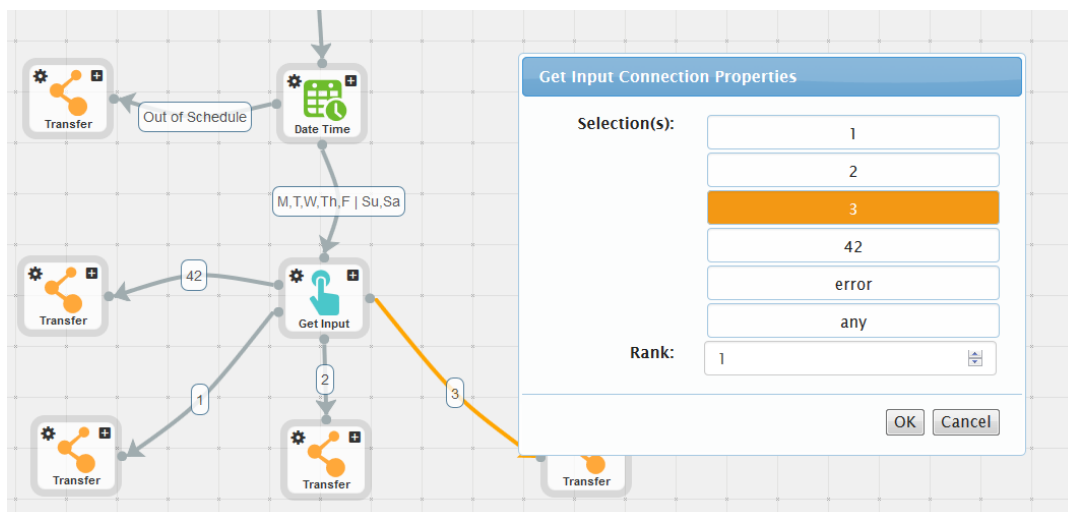 Transfer
Out of Schedule
Date Time
M,T,W,Th,F | Su,Sa
Transfer
42
Get Input
1
2
3
Transfer
Transfer
Transfer
Get Input Connection Properties
Selection(s):
1
2
3
42
error
any
Rank:
1
OK
Cancel